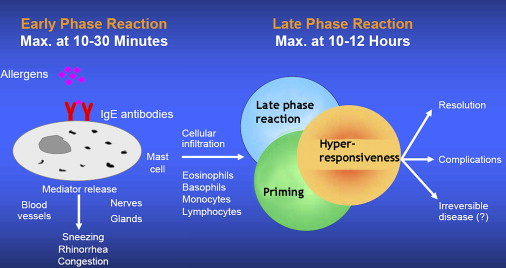 Early Phase Reaction
Max. at 10-30 Minutes
Late Phase Reaction
Max. at 10-12 Hours
Allergens
IgE antibodies
Mast
cell
Mediator release
Blood
vessels
Nerves
Glands
Sneezing
Rhinorrhea
Congestion
Cellular
infiltration
Eosinophils
Basophils
Monocytes
Lymphocytes
Late phase
reaction
Priming
Hyper-
responsiveness
Resolution
Complications
Irreversible
disease (?)